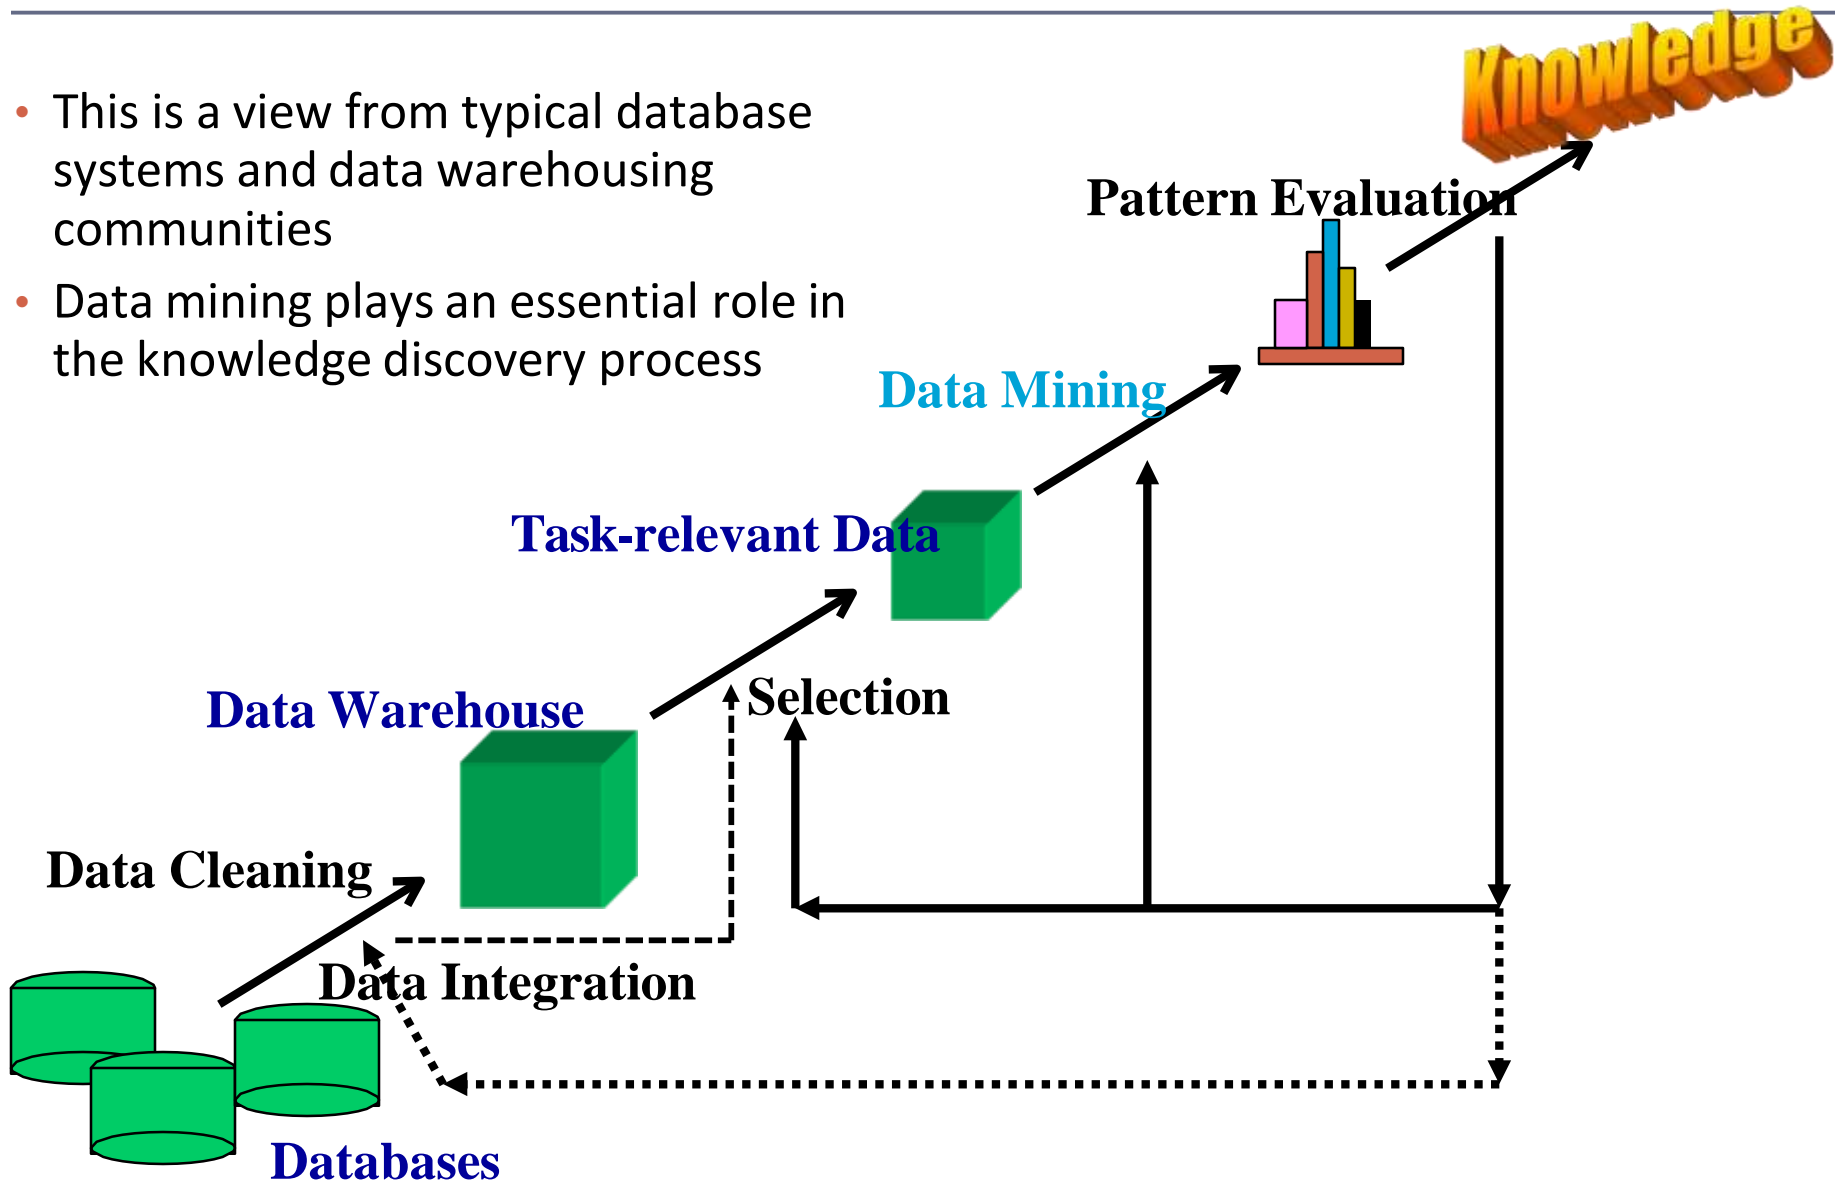 Knowledge
• This is a view from typical database
systems and data warehousing
communities
• Data mining plays an essential role in
the knowledge discovery process
Pattern Evaluation
Data Mining
Task-relevant Data
Selection
Data Warehouse
Data Cleaning
Data Integration
Databases